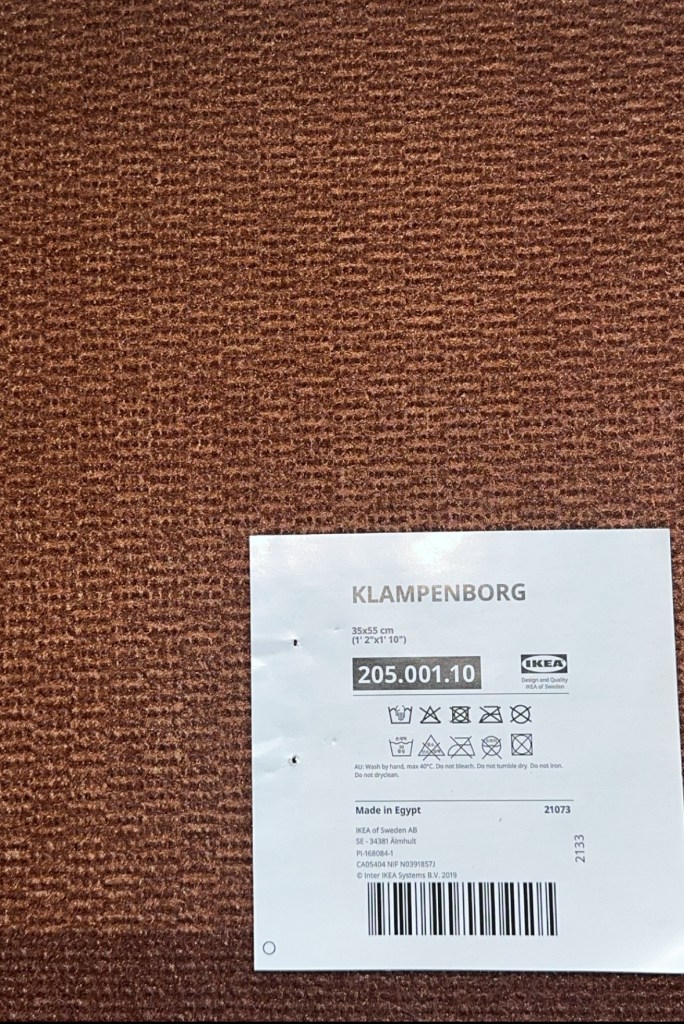 KLAMPENBORG
35x55 cm
(1' 2"x1' 10")
205.001.10
IKEA
Design and Quality
IKEA of Sweden
AU: Wash by hand, max 40°C. Do not bleach. Do not tumble dry. Do not iron.
Do not dryclean.
Made in Egypt 21073
IKEA of Sweden AB
SE - 34381 Älmhult
PI-168084-1
CA05404 NIF N0391857J
© Inter IKEA Systems B.V. 2019
2133